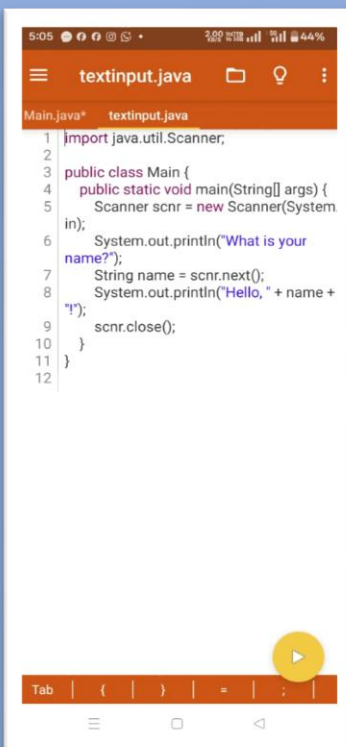 5:05 44%
textinput.java
Main.java* textinput.java
1 import java.util.Scanner;
2
3 public class Main {
4 public static void main(String[] args) {
5 Scanner scnr = new Scanner(System.
in);
6 System.out.println("What is your
name?");
7 String name = scnr.next();
8 System.out.println("Hello, " + name +
"!");
9 scnr.close();
10 }
11 }
12
Tab { } = ;